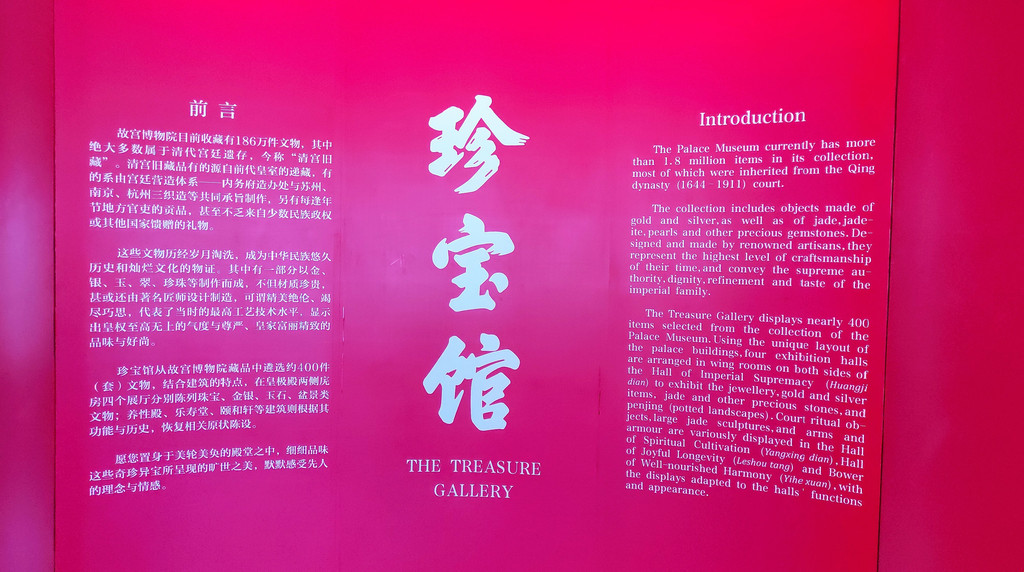 前言
故宫博物院目前收藏有186万件文物，其中
绝大多数属于清代宫廷遗存，今称“清宫旧
藏”。清宫旧藏品有的源自前代皇室的递藏，有
的系由宫廷营造体系——内务府造办处与苏州、
南京、杭州三织造等共同承旨制作，另有每逢年
节地方官吏的贡品，甚至不乏来自少数民族政权
或其他国家馈赠的礼物。
这些文物历经岁月淘洗，成为中华民族悠久
历史和灿烂文化的物证。其中有一部分以金、
银、玉、翠、珍珠等制作而成，不但材质珍贵，
甚或还由著名匠师设计制造，可谓精美绝伦、竭
尽巧思，代表了当时的最高工艺技术水平，显示
出皇权至高无上的气度与尊严、皇家富丽精致的
品味与好尚。
珍宝馆从故宫博物院藏品中遴选约400件
（套）文物，结合建筑的特点，在皇极殿两侧庑
房四个展厅分别陈列珠宝、金银、玉石、盆景类
文物；养性殿、乐寿堂、颐和轩等建筑则根据其
功能与历史，恢复相关原状陈设。
愿您置身于美轮美奂的殿堂之中，细细品味
这些奇珍异宝所呈现的旷世之美，默默感受先人
的理念与情感。
珍宝馆
THE TREASURE
GALLERY
Introduction
The Palace Museum currently has more
than 1.8 million items in its collection,
most of which were inherited from the Qing
dynasty (1644-1911) court.
The collection includes objects made of
gold and silver, as well as of jade, jade-
ite, pearls and other precious gemstones. De-
signed and made by renowned artisans, they
represent the highest level of craftsmanship
of their time, and convey the supreme au-
thority, dignity, refinement and taste of the
imperial family.
The Treasure Gallery displays nearly 400
items selected from the collection of the
Palace Museum. Using the unique layout of
the palace buildings, four exhibition halls
are arranged in wing rooms on both sides of
the Hall of Imperial Supremacy (Huangji
dian) to exhibit the jewellery, gold and silver
items, jade and other precious stones, and
penjing (potted landscapes). Court ritual ob-
jects, large jade sculptures, and arms and
armour are variously displayed in the Hall
of Spiritual Cultivation (Yangxing dian), Hall
of Joyful Longevity (Leshou tang) and Bower
of Well-nourished Harmony (Yihe xuan), with
the displays adapted to the halls' functions
and appearance.